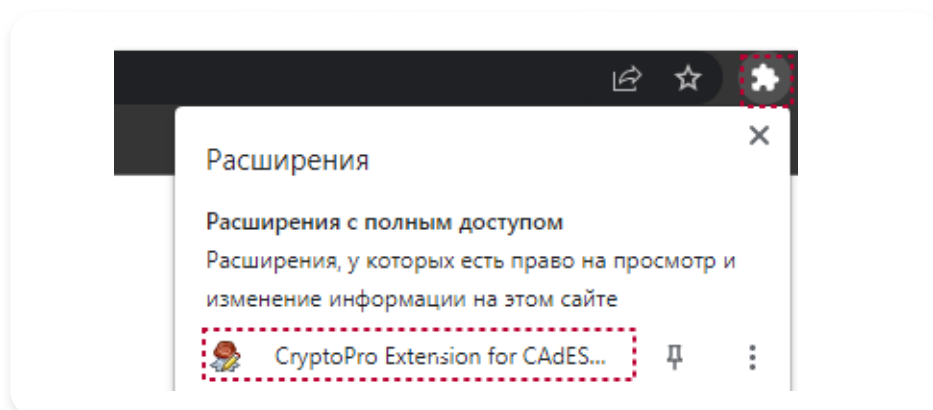 Расширения
Расширения с полным доступом
Расширения, у которых есть право на просмотр и
изменение информации на этом сайте
CryptoPro Extension for CAdES...